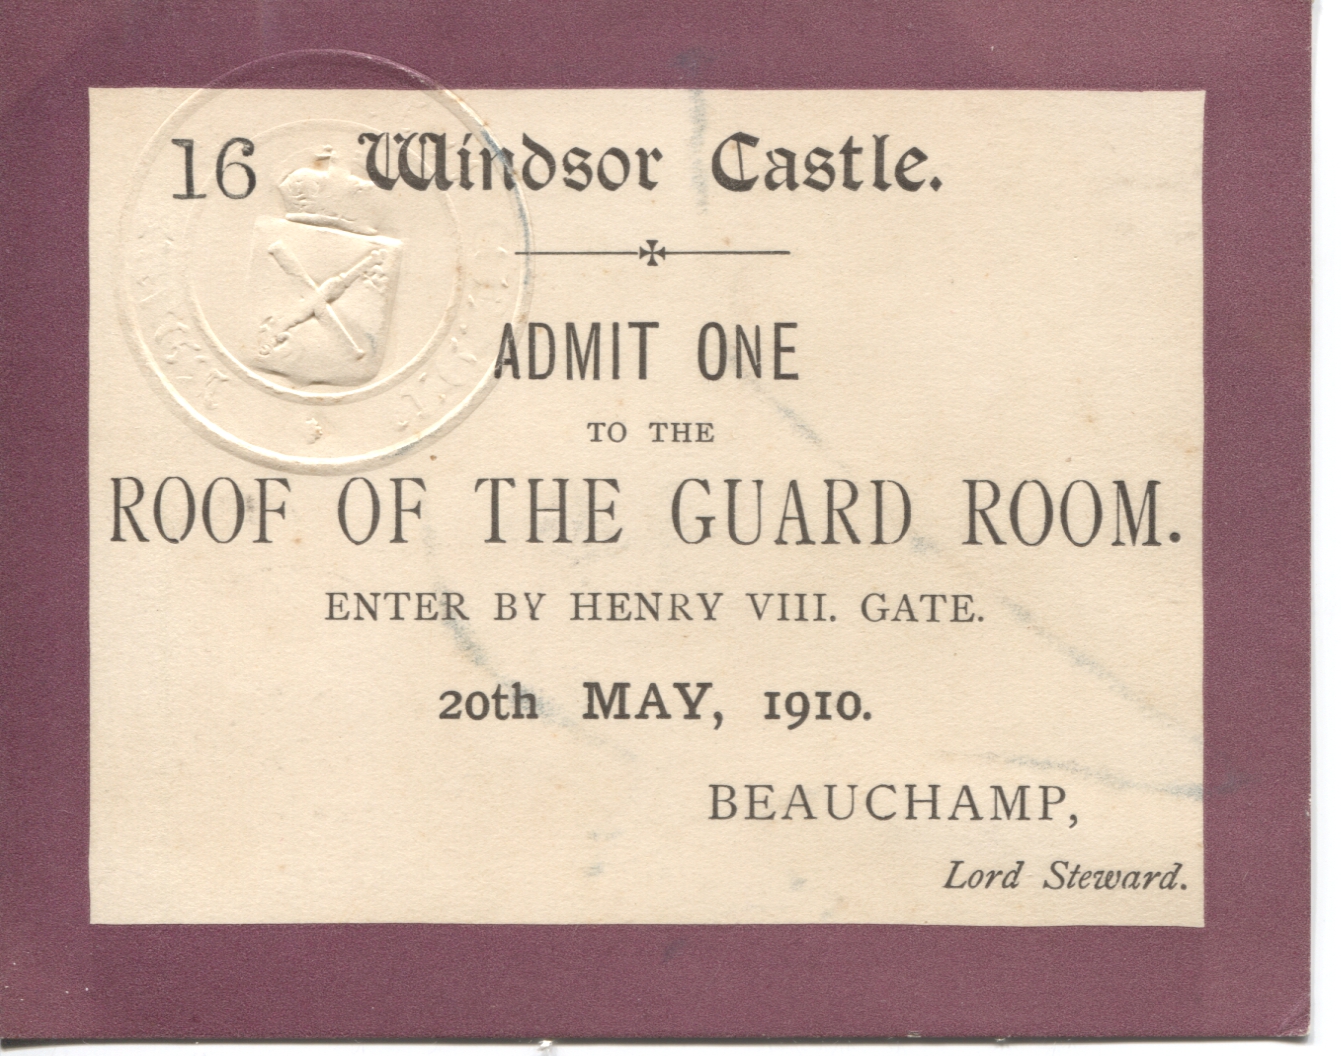 16 Windsor Castle.
ADMIT ONE
TO THE
ROOF OF THE GUARD ROOM.
ENTER BY HENRY VIII. GATE.
20th MAY, 1910.
BEAUCHAMP,
Lord Steward.